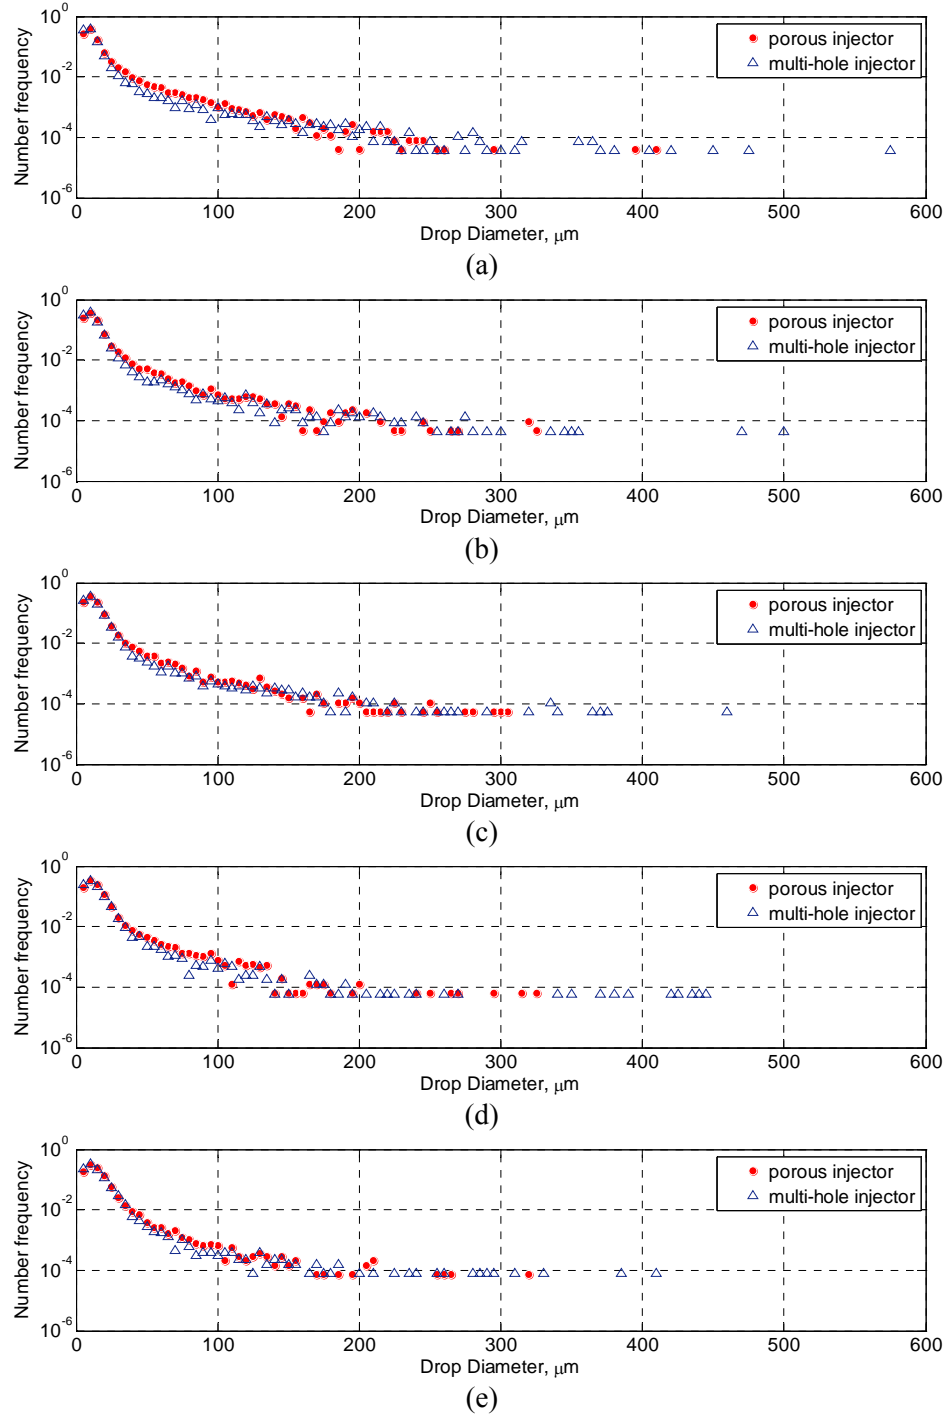 10^0
10^-2
10^-4
10^-6
Number frequency
porous injector
multi-hole injector
0 100 200 300 400 500 600
Drop Diameter, μm
(a)
10^0
10^-2
10^-4
10^-6
Number frequency
porous injector
multi-hole injector
0 100 200 300 400 500 600
Drop Diameter, μm
(b)
10^0
10^-2
10^-4
10^-6
Number frequency
porous injector
multi-hole injector
0 100 200 300 400 500 600
Drop Diameter, μm
(c)
10^0
10^-2
10^-4
10^-6
Number frequency
porous injector
multi-hole injector
0 100 200 300 400 500 600
Drop Diameter, μm
(d)
10^0
10^-2
10^-4
10^-6
Number frequency
porous injector
multi-hole injector
0 100 200 300 400 500 600
Drop Diameter, μm
(e)